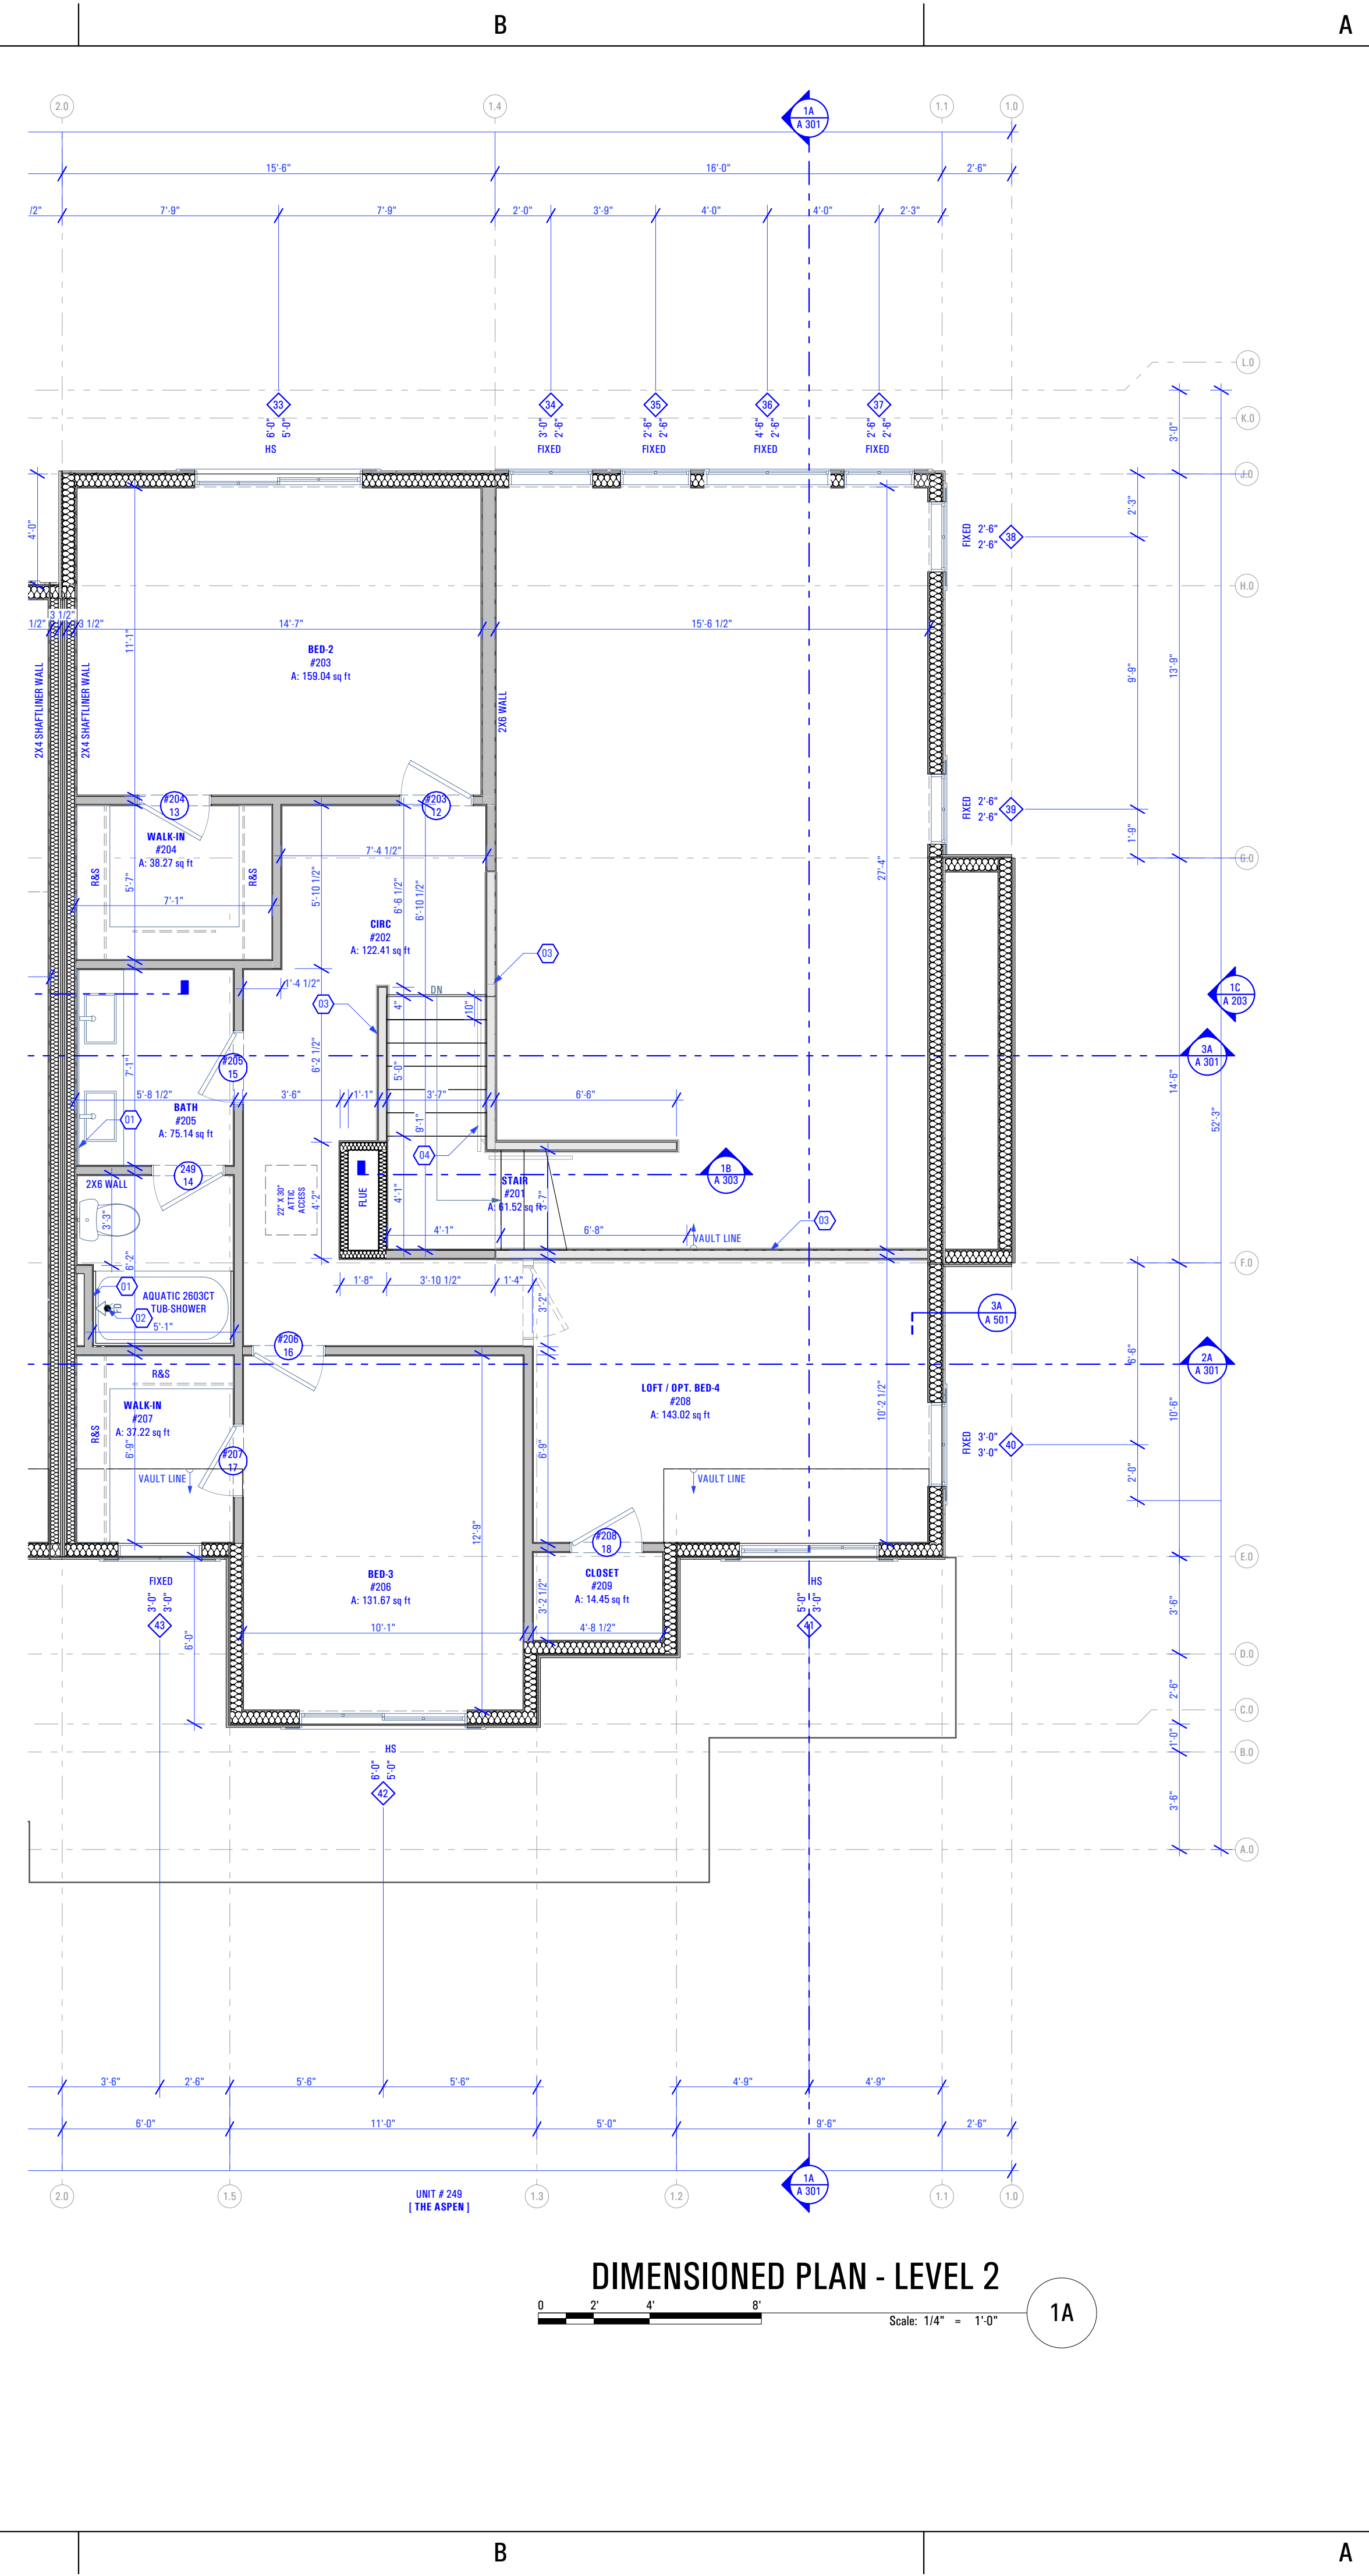 B
A
2.0
1.4
1.1
1.0
1A
A 301
15'-6"
16'-0"
2'-6"
/2"
7'-9"
7'-9"
2'-0"
3'-9"
4'-0"
4'-0"
2'-3"
L.0
K.0
J.0
H.0
G.0
F.0
E.0
D.0
C.0
B.0
A.0
33
6'-0"
5'-0"
HS
34
3'-0"
2'-6"
FIXED
35
2'-6"
2'-6"
FIXED
36
4'-6"
2'-6"
FIXED
37
2'-6"
2'-6"
FIXED
3'-0"
2'-3"
FIXED
2'-6"
2'-6"
38
4'-0"
1/2"
3 1/2"
3 1/2"
14'-7"
15'-6 1/2"
11'-1"
BED-2
#203
A: 159.04 sq ft
2X4 SHAFTLINER WALL
2X4 SHAFTLINER WALL
2X6 WALL
9'-9"
13'-9"
#204
13
#203
12
FIXED
2'-6"
2'-6"
39
1'-9"
WALK-IN
#204
A: 38.27 sq ft
R&S
R&S
5'-7"
7'-1"
7'-4 1/2"
5'-10 1/2"
6'-6 1/2"
6'-10 1/2"
27'-4"
CIRC
#202
A: 122.41 sq ft
03
1'-4 1/2"
03
DN
4"
10"
1C
A 203
3A
A 301
6'-2 1/2"
5'-0"
7'-1"
#205
15
14'-6"
52'-3"
5'-8 1/2"
3'-6"
1'-1"
3'-7"
6'-6"
BATH
#205
A: 75.14 sq ft
01
9'-1"
04
249
14
2X6 WALL
1B
A 303
STAIR
#201
A: 61.52 sq ft
3'-7"
22" X 30"
ATTIC
ACCESS
4'-2"
FLUE
4'-1"
3'-3"
4'-1"
6'-8"
03
VAULT LINE
6'-2"
1'-8"
3'-10 1/2"
1'-4"
3'-2"
01
AQUATIC 2603CT
TUB-SHOWER
FD
02
5'-1"
3A
A 501
#206
16
2A
A 301
6'-6"
R&S
LOFT / OPT. BED-4
#208
A: 143.02 sq ft
WALK-IN
#207
A: 37.22 sq ft
R&S
6'-9"
#207
17
6'-9"
10'-2 1/2"
10'-6"
FIXED
3'-0"
3'-0"
40
VAULT LINE
VAULT LINE
2'-0"
12'-9"
#208
18
BED-3
#206
A: 131.67 sq ft
CLOSET
#209
A: 14.45 sq ft
3'-2 1/2"
FIXED
3'-0"
3'-0"
43
HS
5'-0"
3'-0"
41
3'-6"
6'-0"
10'-1"
4'-8 1/2"
2'-6"
1'-0"
3'-6"
HS
6'-0"
5'-0"
42
3'-6"
2'-6"
5'-6"
5'-6"
4'-9"
4'-9"
6'-0"
11'-0"
5'-0"
9'-6"
2'-6"
2.0
1.5
1.3
1.2
1A
A 301
1.1
1.0
UNIT # 249
[ THE ASPEN ]
DIMENSIONED PLAN - LEVEL 2
0
2'
4'
8'
Scale: 1/4" = 1'-0"
1A
B
A